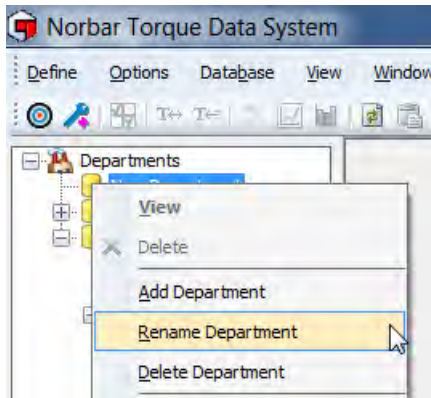 Norbar Torque Data System
Define Options Database View Window
Departments
View
Delete
Add Department
Rename Department
Delete Department